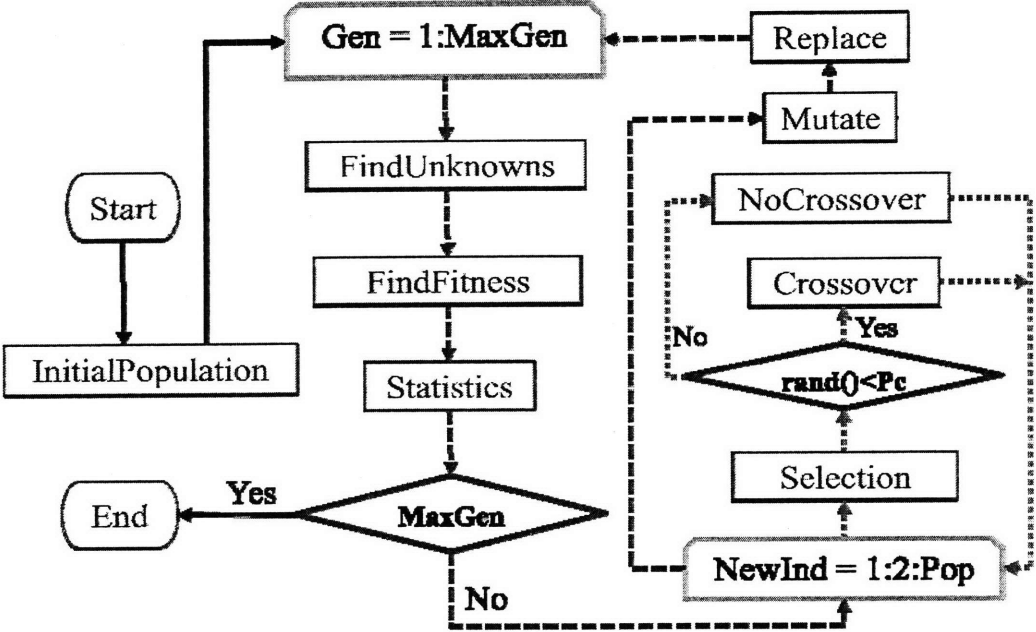 Gen = 1:MaxGen
Replace
Mutate
FindUnknowns
NoCrossover
Start
FindFitness
Crossover
No
Yes
InitialPopulation
rand()<Pc
Statistics
Selection
Yes
End
MaxGen
NewInd = 1:2:Pop
No